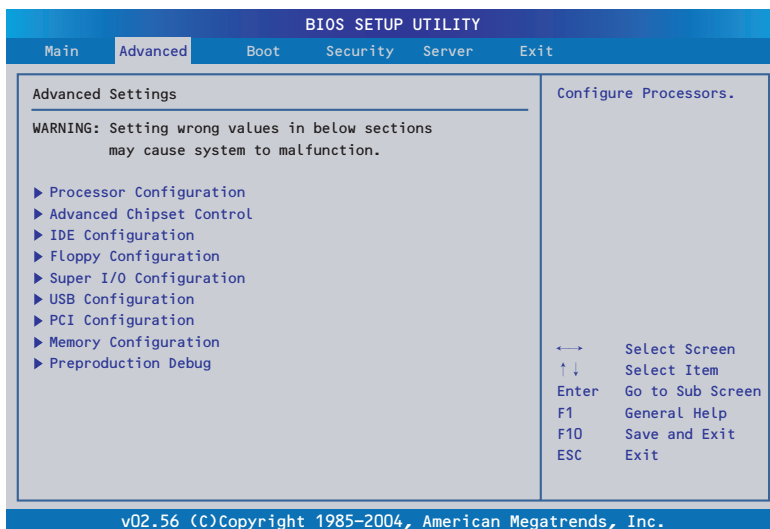 BIOS SETUP UTILITY
Main Advanced Boot Security Server Exit
Advanced Settings
WARNING: Setting wrong values in below sections
may cause system to malfunction.
▶ Processor Configuration
▶ Advanced Chipset Control
▶ IDE Configuration
▶ Floppy Configuration
▶ Super I/O Configuration
▶ USB Configuration
▶ PCI Configuration
▶ Memory Configuration
▶ Preproduction Debug
Configure Processors.
←→ Select Screen
↑↓ Select Item
Enter Go to Sub Screen
F1 General Help
F10 Save and Exit
ESC Exit
v02.56 (C)Copyright 1985-2004, American Megatrends, Inc.